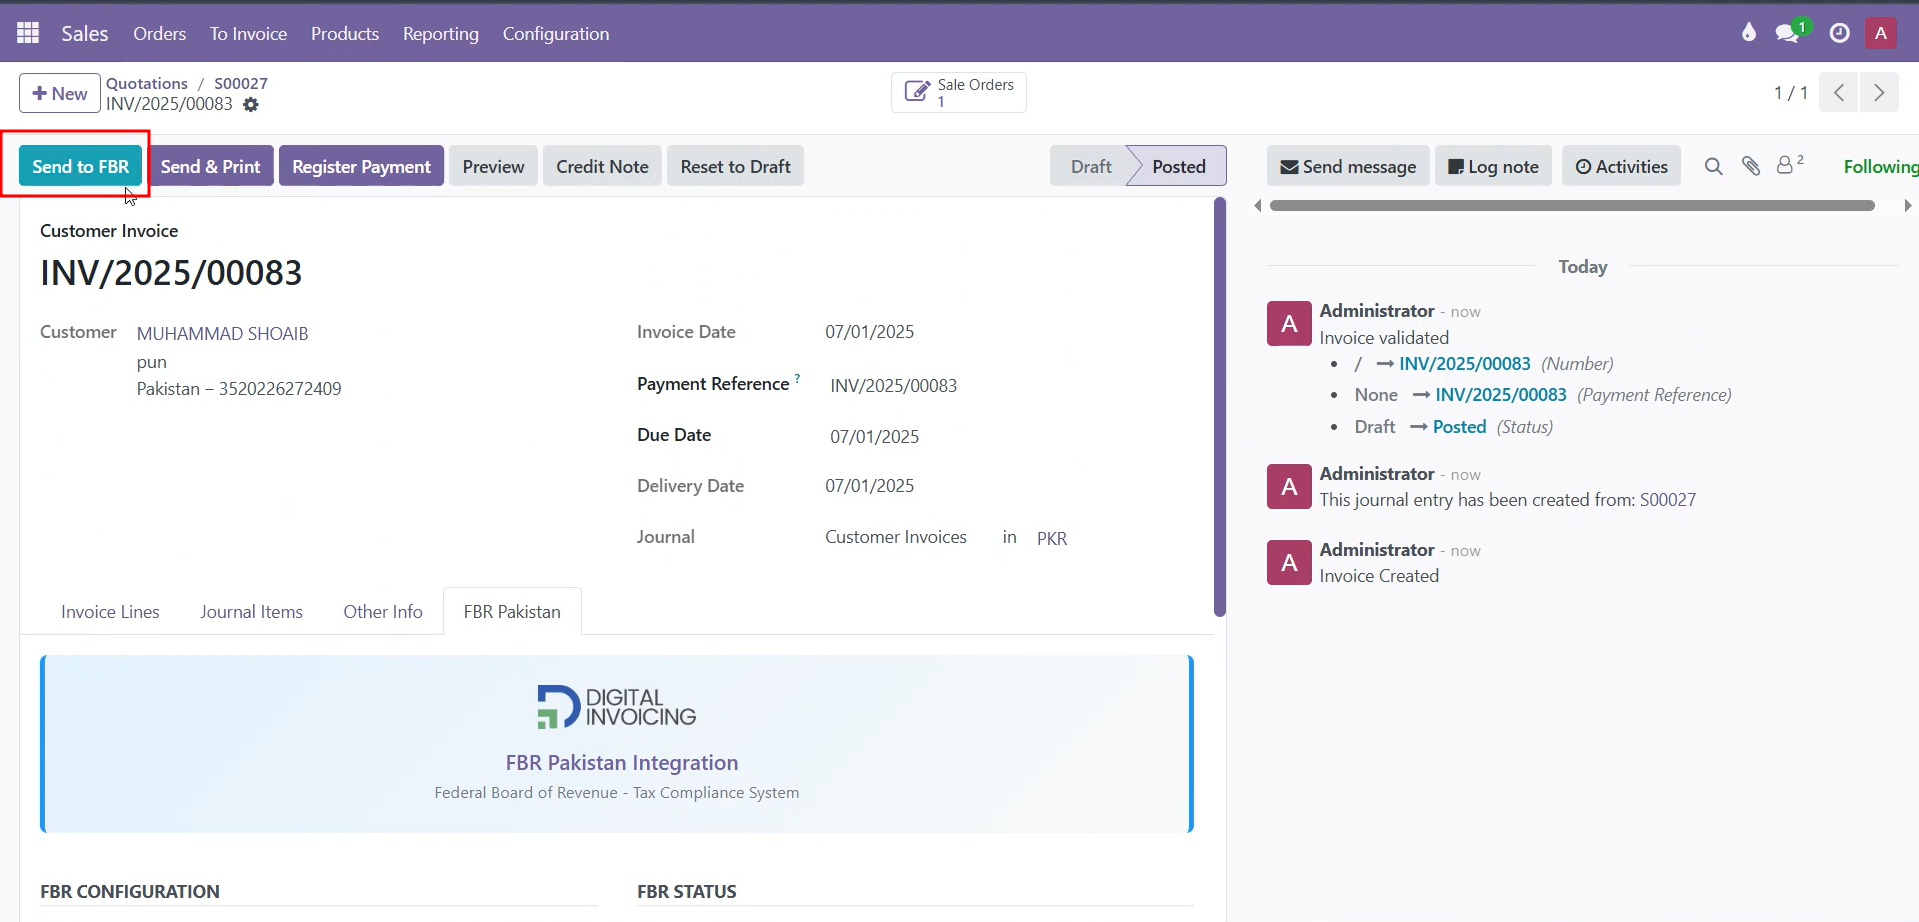 Sales Orders To Invoice Products Reporting Configuration 1 A
+ New Quotations / S00027
INV/2025/00083
Sale Orders
1
1 / 1
Send to FBR Send & Print Register Payment Preview Credit Note Reset to Draft Draft Posted Send message Log note Activities 2 Following
Customer Invoice
INV/2025/00083
Customer MUHAMMAD SHOAIB
pun
Pakistan – 3520226272409
Invoice Date 07/01/2025
Payment Reference ? INV/2025/00083
Due Date 07/01/2025
Delivery Date 07/01/2025
Journal Customer Invoices in PKR
Invoice Lines Journal Items Other Info FBR Pakistan
DIGITAL
INVOICING
FBR Pakistan Integration
Federal Board of Revenue - Tax Compliance System
FBR CONFIGURATION FBR STATUS
Today
A Administrator - now
Invoice validated
• / → INV/2025/00083 (Number)
• None → INV/2025/00083 (Payment Reference)
• Draft → Posted (Status)
A Administrator - now
This journal entry has been created from: S00027
A Administrator - now
Invoice Created